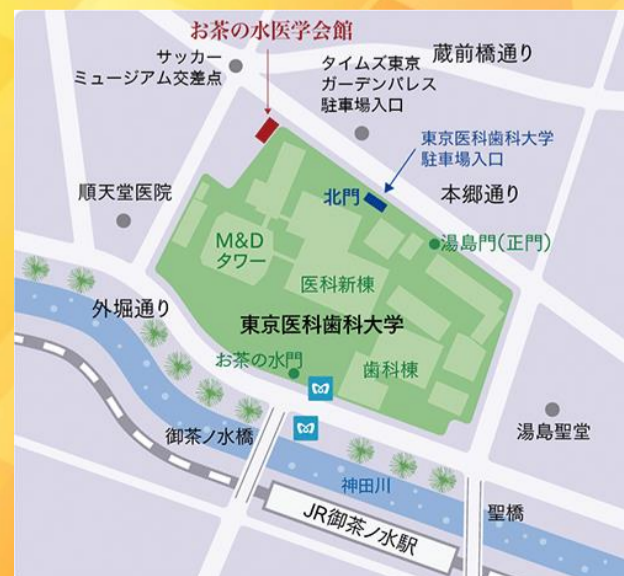 お茶の水医学会館
サッカー
ミュージアム交差点
タイムズ東京
ガーデンパレス
駐車場入口
蔵前橋通り
東京医科歯科大学
駐車場入口
北門
本郷通り
順天堂医院
湯島門(正門)
M&D
タワー
医科新棟
外堀通り
東京医科歯科大学
お茶の水門
歯科棟
御茶ノ水橋
湯島聖堂
神田川
聖橋
JR御茶ノ水駅